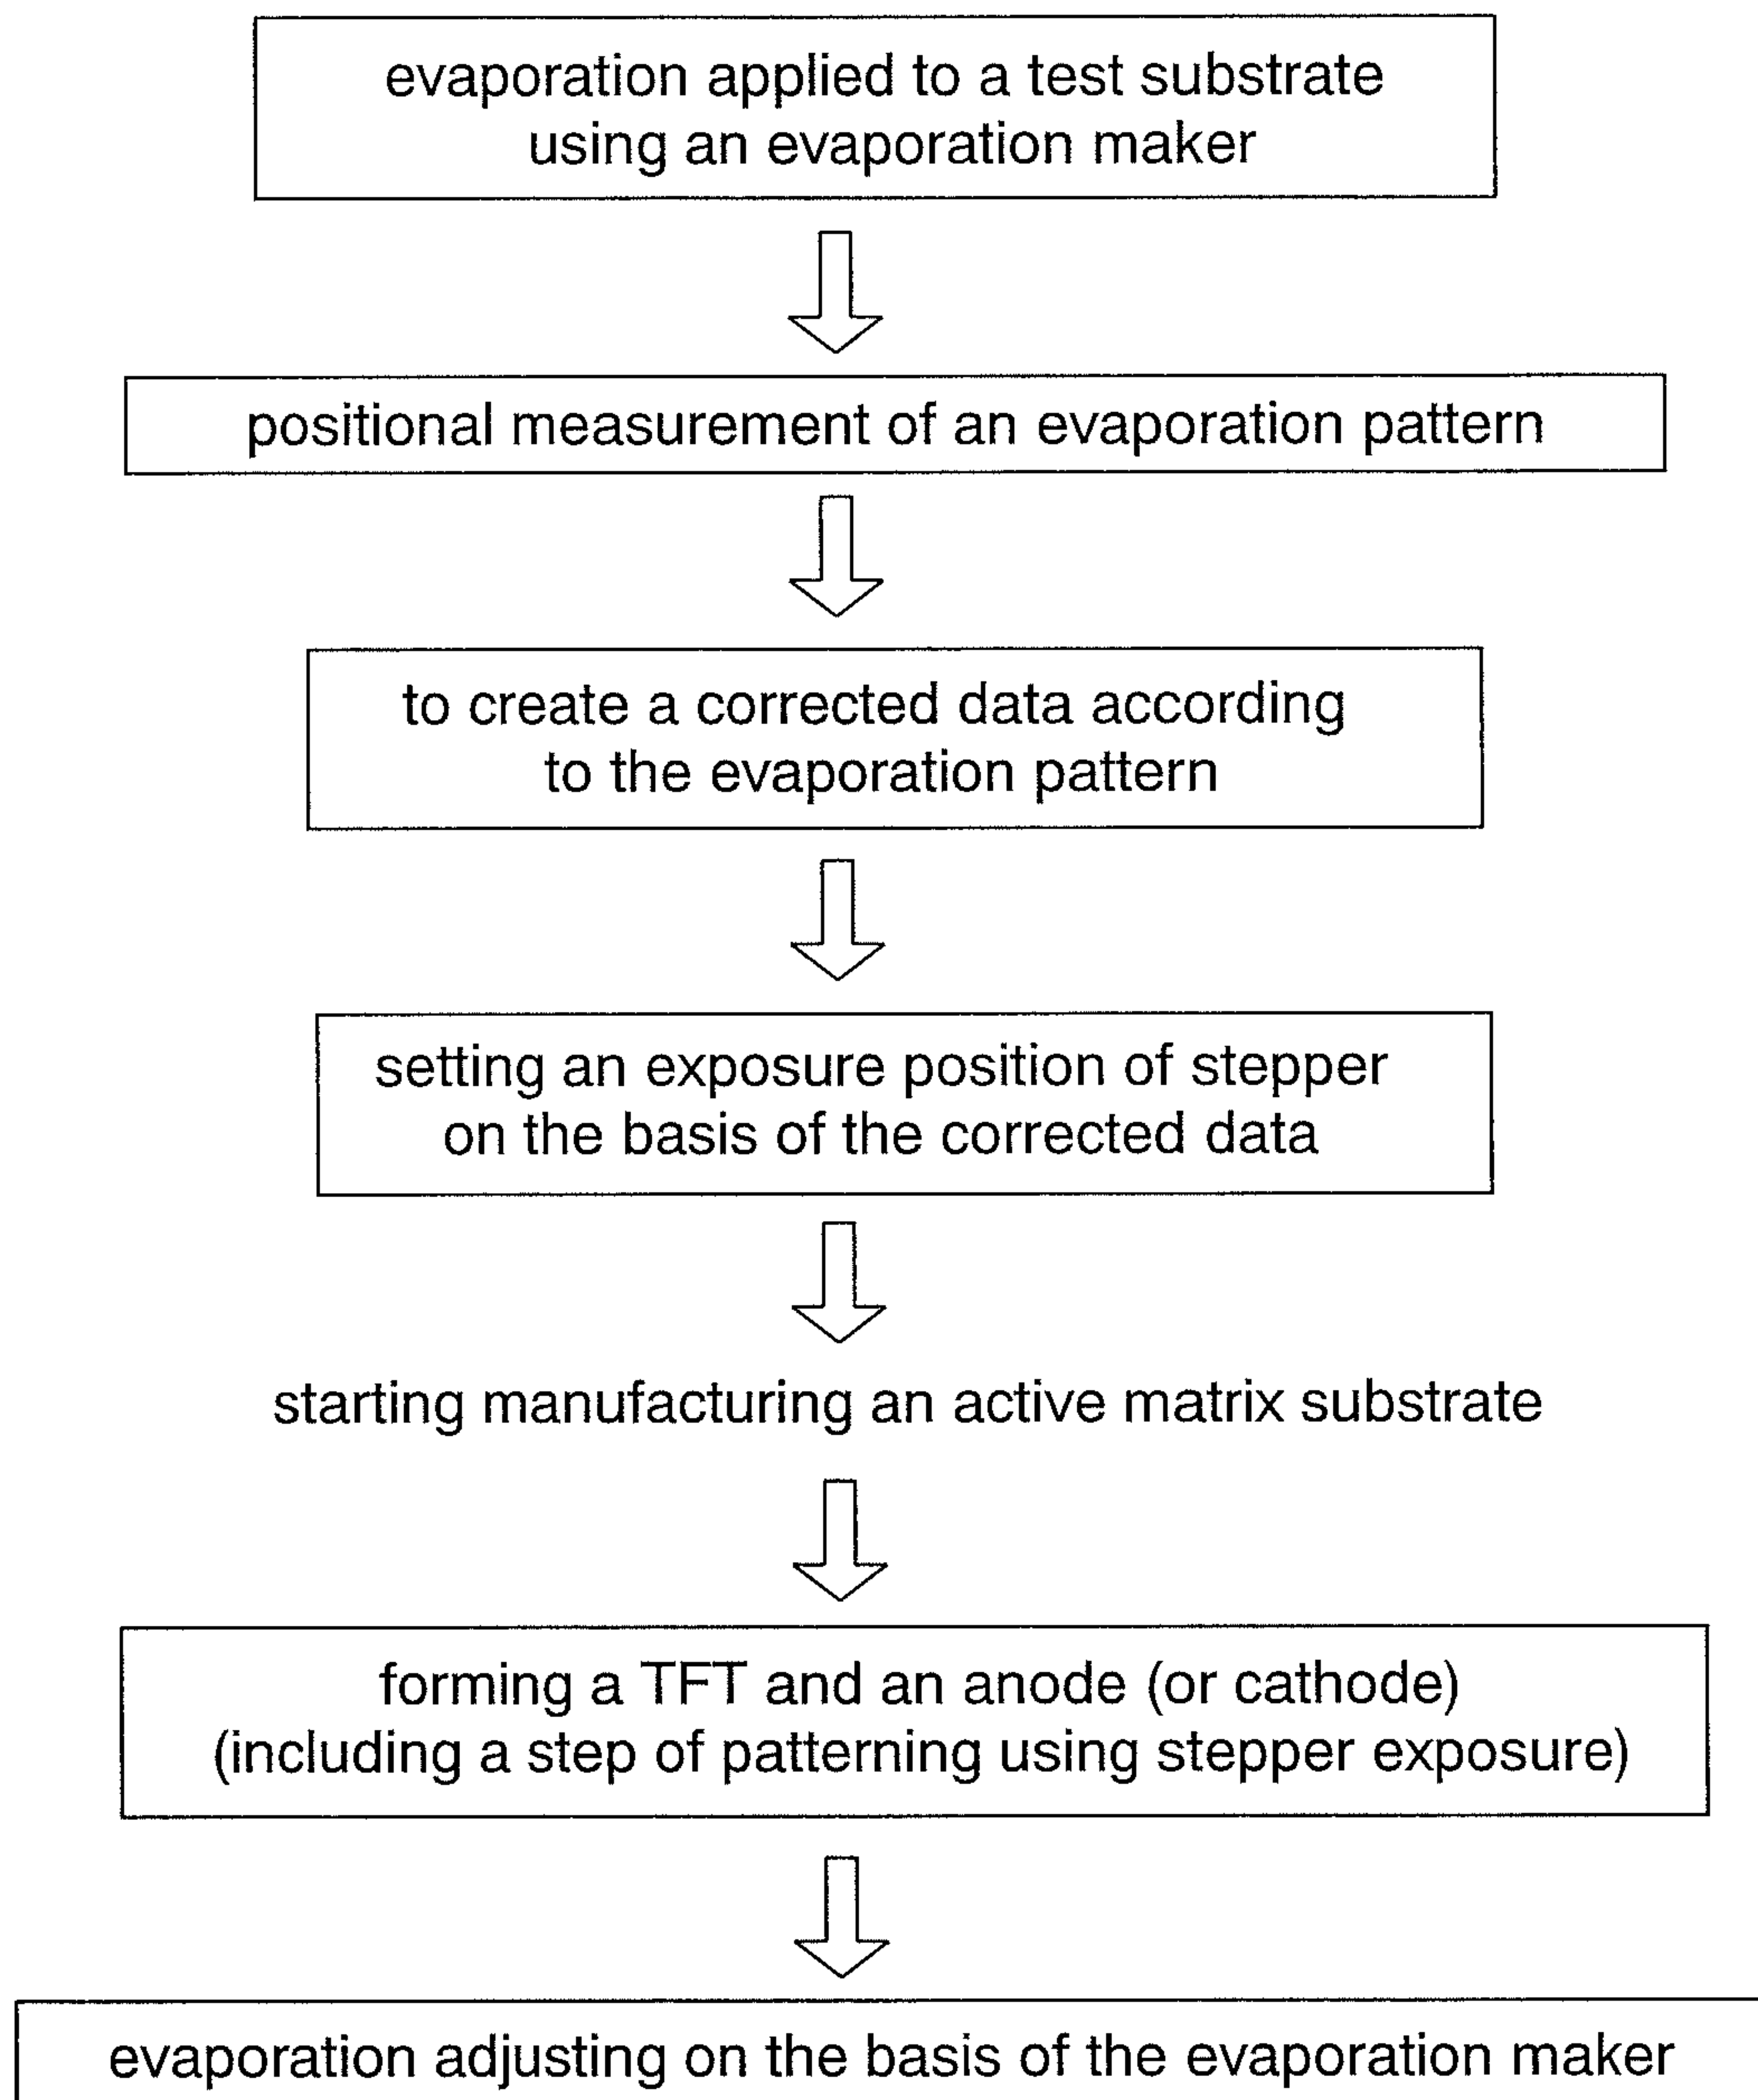 evaporation applied to a test substrate
using an evaporation maker
positional measurement of an evaporation pattern
to create a corrected data according
to the evaporation pattern
setting an exposure position of stepper
on the basis of the corrected data
starting manufacturing an active matrix substrate
forming a TFT and an anode (or cathode)
(including a step of patterning using stepper exposure)
evaporation adjusting on the basis of the evaporation maker